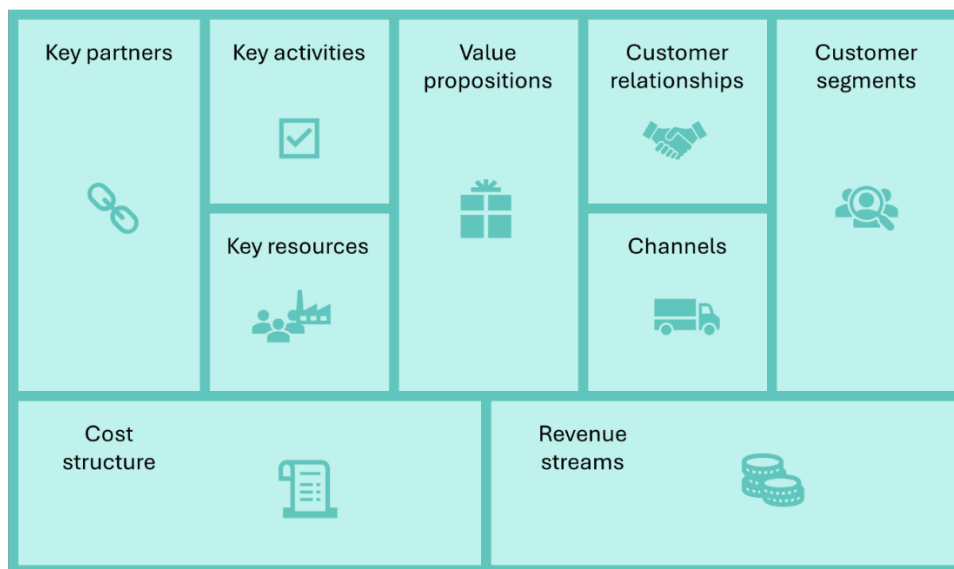 Key partners
Key activities
Key resources
Value
propositions
Customer
relationships
Channels
Customer
segments
Cost
structure
Revenue
streams